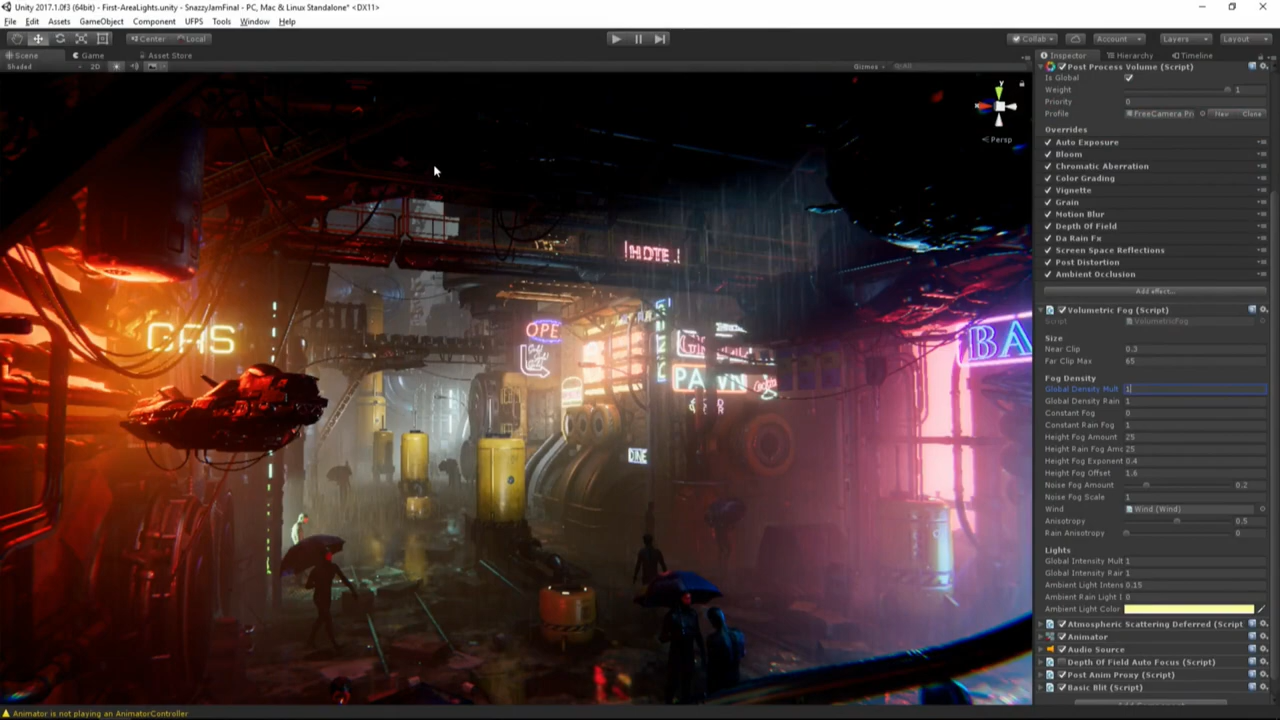 Unity 2017.1.0f3 (64bit) - First-AreaLights.unity - SnazzyJamFinal - PC, Mac & Linux Standalone* <DX11>
File Edit Assets GameObject Component UFPS Tools Window Help
Center Local
Collab Account Layers Layout
Scene Game Asset Store
Inspector Hierarchy Timeline
Shaded 2D Gizmos All
Post Process Volume (Script)
Is Global
Weight 1
Priority 0
Profile FreeCamera Pr New Clone
Overrides
Auto Exposure
Bloom
Chromatic Aberration
Color Grading
Vignette
Grain
Motion Blur
Depth Of Field
Da Rain Fx
Screen Space Reflections
Post Distortion
Ambient Occlusion
Add effect...
Volumetric Fog (Script)
Script VolumetricFog
Size
Near Clip 0.3
Far Clip Max 65
Fog Density
Global Density Mult 1
Global Density Rain 1
Constant Fog 0
Constant Rain Fog 1
Height Fog Amount 25
Height Rain Fog Am 25
Height Fog Exponent 0.4
Height Fog Offset 1.6
Noise Fog Amount 0.2
Noise Fog Scale 1
Wind Wind (Wind)
Anisotropy 0.5
Rain Anisotropy 0
Lights
Global Intensity Mult 1
Global Intensity Rain 1
Ambient Light Intens 0.15
Ambient Rain Light I 0
Ambient Light Color
Atmospheric Scattering Deferred (Script
Animator
Audio Source
Depth Of Field Auto Focus (Script)
Post Anim Proxy (Script)
Basic Blit (Script)
Y
Persp
HOTE
GAS
OPE
BA
PA
DINE
Animator is not playing an AnimatorController